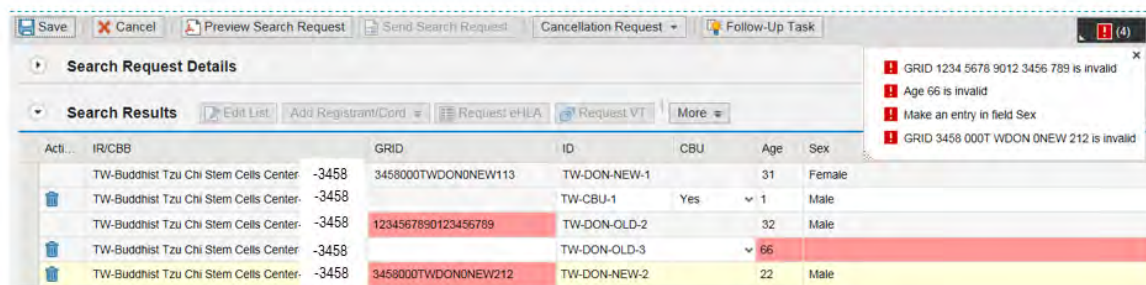 Save Cancel Preview Search Request Send Search Request Cancellation Request Follow-Up Task (4)
Search Request Details
GRID 1234 5678 9012 3456 789 is invalid
Age 66 is invalid
Make an entry in field Sex
GRID 3458 000T WDON 0NEW 212 is invalid
Search Results Edit List Add Registrant/Cord Request eHLA Request VT More
Acti... IR/CBB GRID ID CBU Age Sex
TW-Buddhist Tzu Chi Stem Cells Center- -3458 3458000TWDON0NEW113 TW-DON-NEW-1 31 Female
TW-Buddhist Tzu Chi Stem Cells Center- -3458 TW-CBU-1 Yes 1 Male
TW-Buddhist Tzu Chi Stem Cells Center- -3458 1234567890123456789 TW-DON-OLD-2 32 Male
TW-Buddhist Tzu Chi Stem Cells Center- -3458 TW-DON-OLD-3 66
TW-Buddhist Tzu Chi Stem Cells Center- -3458 3458000TWDON0NEW212 TW-DON-NEW-2 22 Male